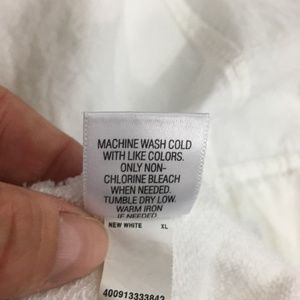 MACHINE WASH COLD
WITH LIKE COLORS.
ONLY NON-
CHLORINE BLEACH
WHEN NEEDED.
TUMBLE DRY LOW.
WARM IRON
IF NEEDED
NEW WHITE XL
400913333842